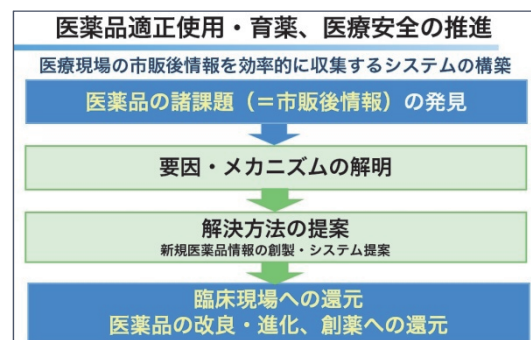 医薬品適正使用・育薬、医療安全の推進
医療現場の市販後情報を効率的に収集するシステムの構築
医薬品の諸課題（＝市販後情報）の発見
要因・メカニズムの解明
解決方法の提案
新規医薬品情報の創製・システム提案
臨床現場への還元
医薬品の改良・進化、創薬への還元